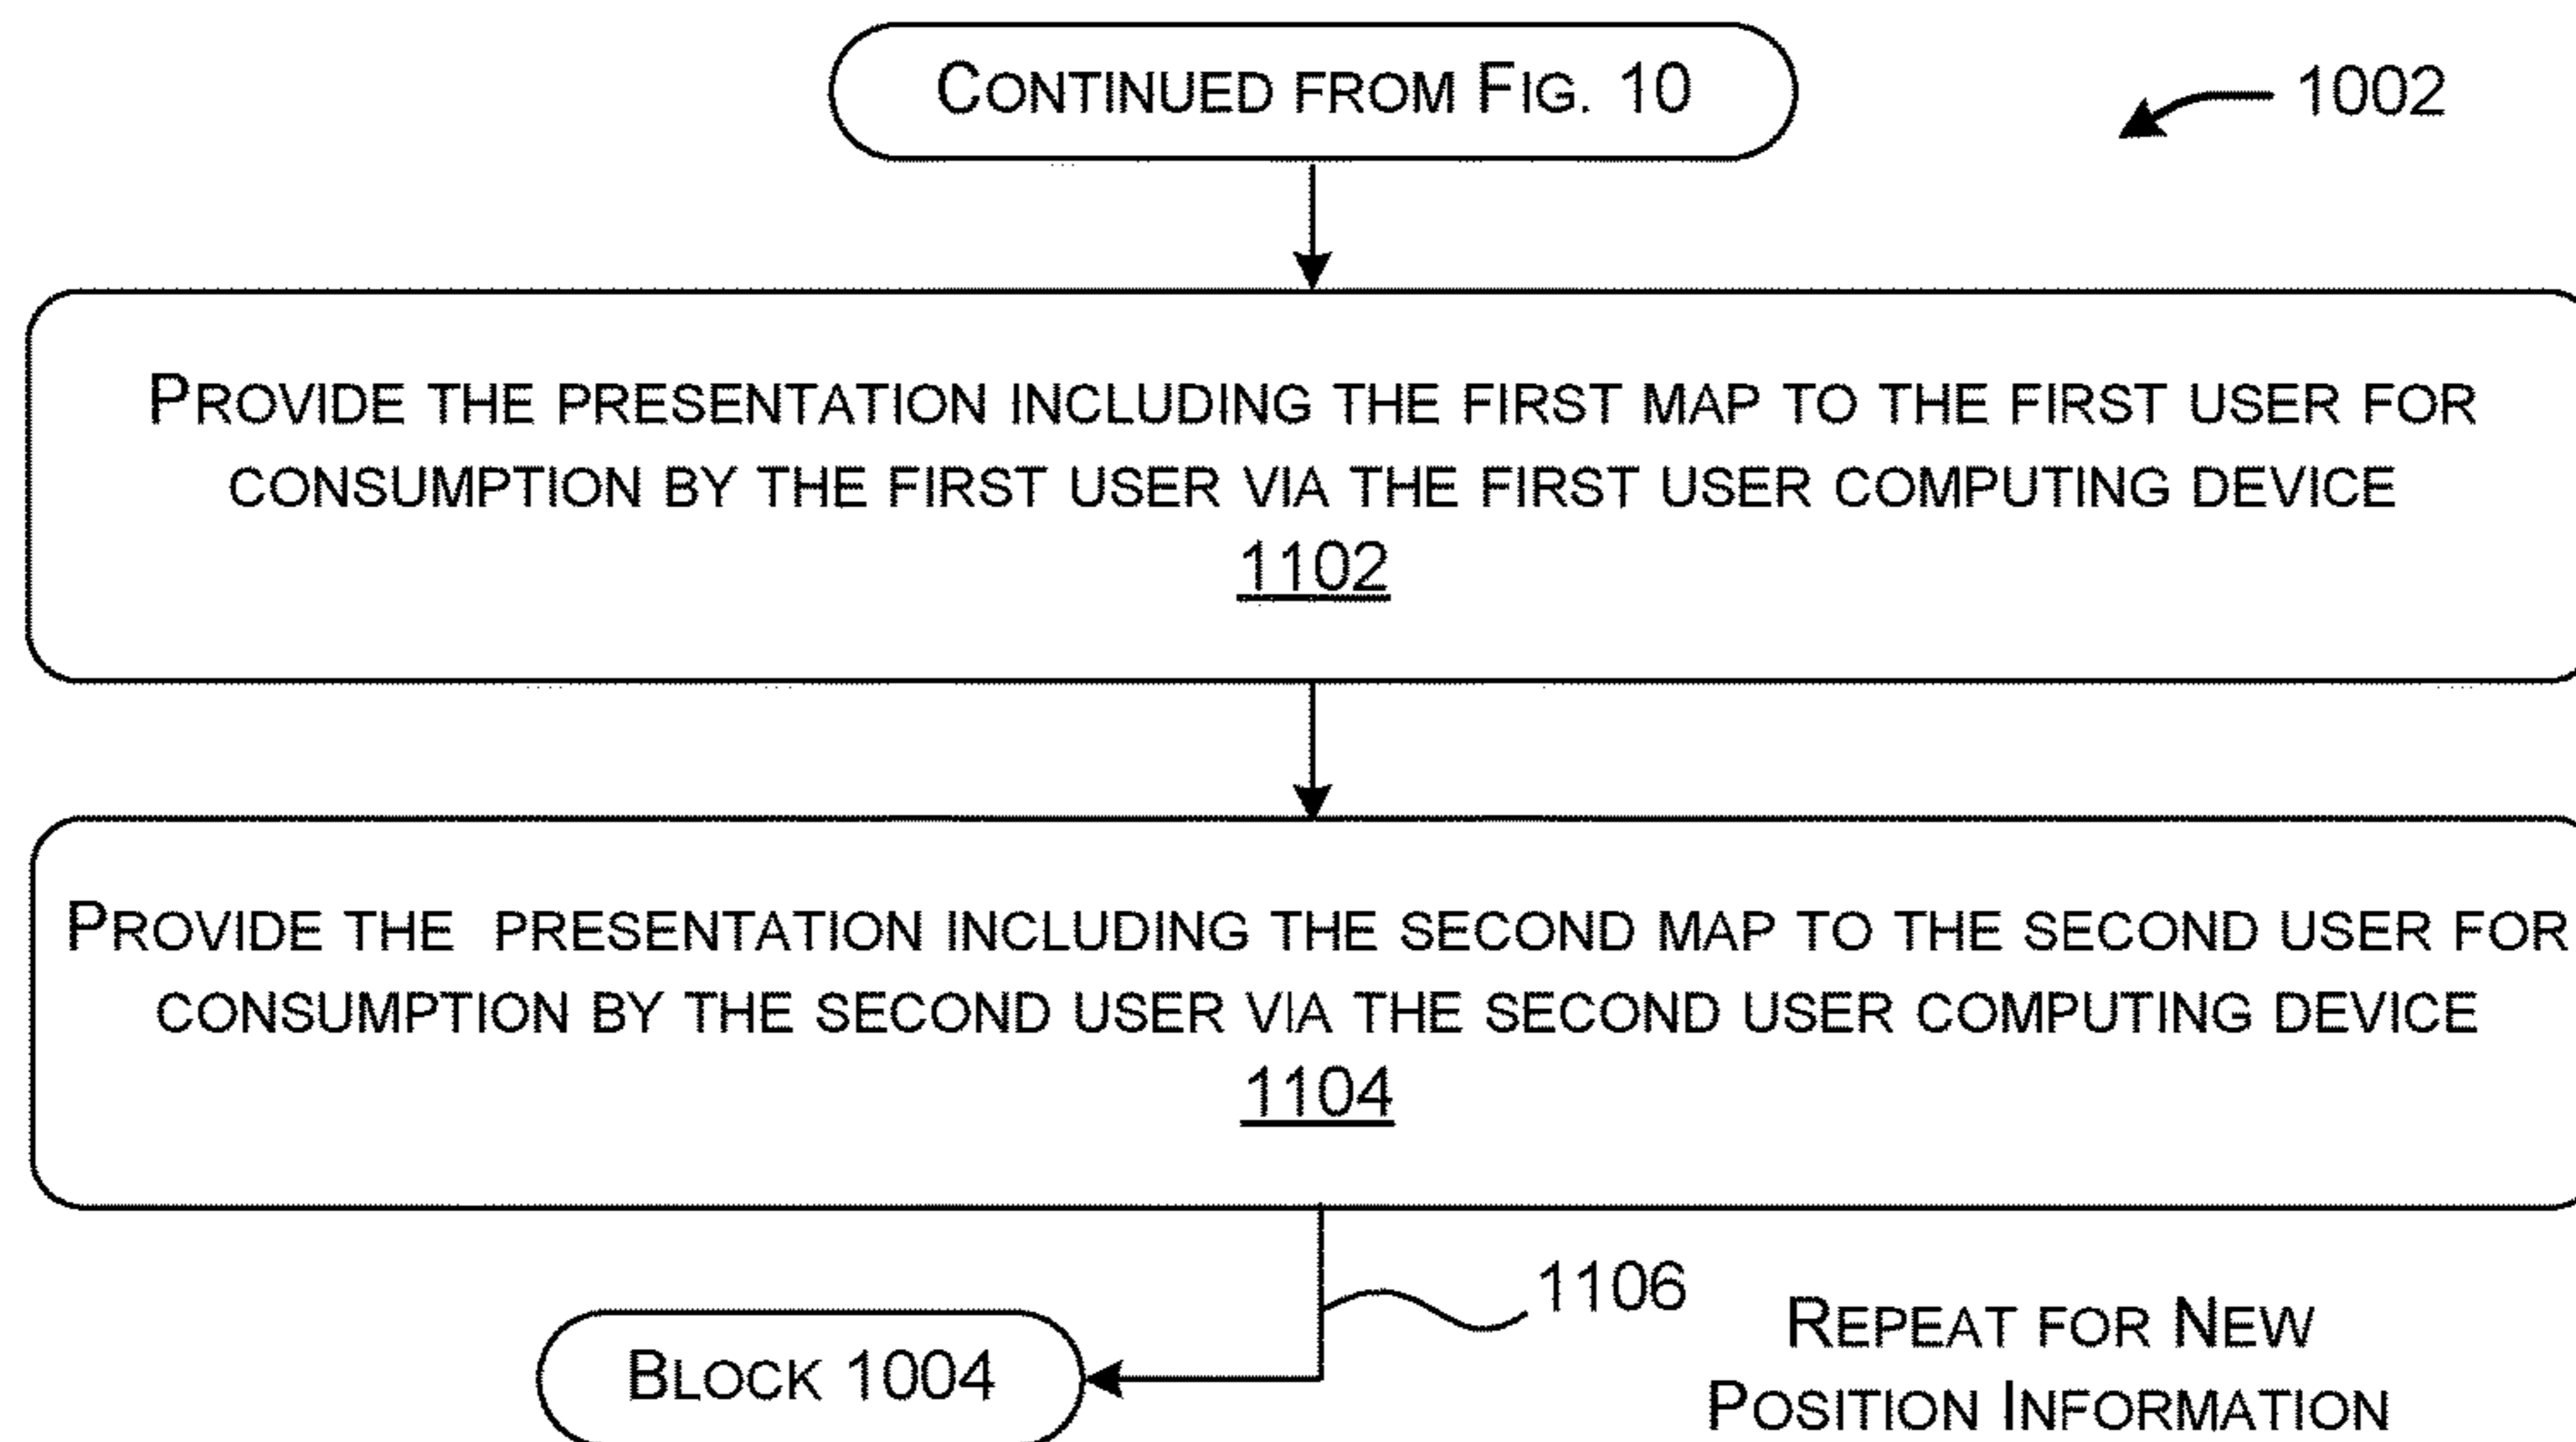 CONTINUED FROM FIG. 10
1002
PROVIDE THE PRESENTATION INCLUDING THE FIRST MAP TO THE FIRST USER FOR
CONSUMPTION BY THE FIRST USER VIA THE FIRST USER COMPUTING DEVICE
1102
PROVIDE THE PRESENTATION INCLUDING THE SECOND MAP TO THE SECOND USER FOR
CONSUMPTION BY THE SECOND USER VIA THE SECOND USER COMPUTING DEVICE
1104
1106
REPEAT FOR NEW
POSITION INFORMATION
BLOCK 1004